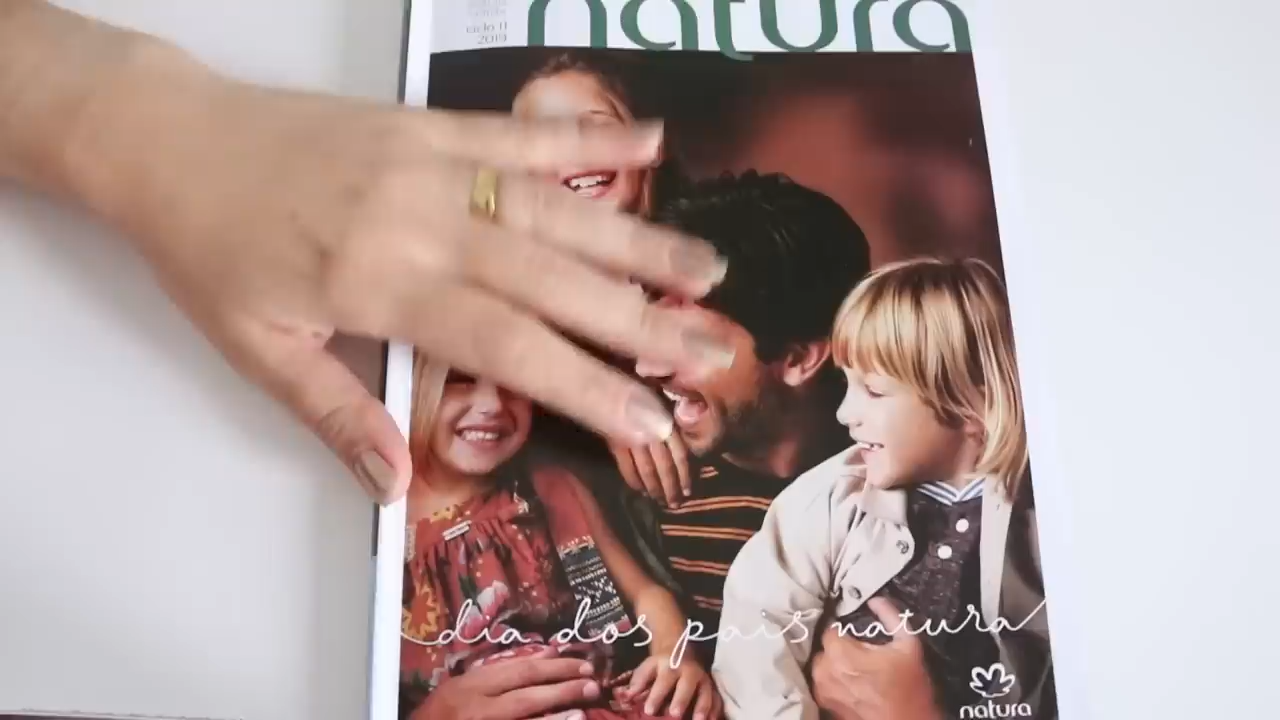 natura
ciclo 11
2019
dia dos pais natura
natura